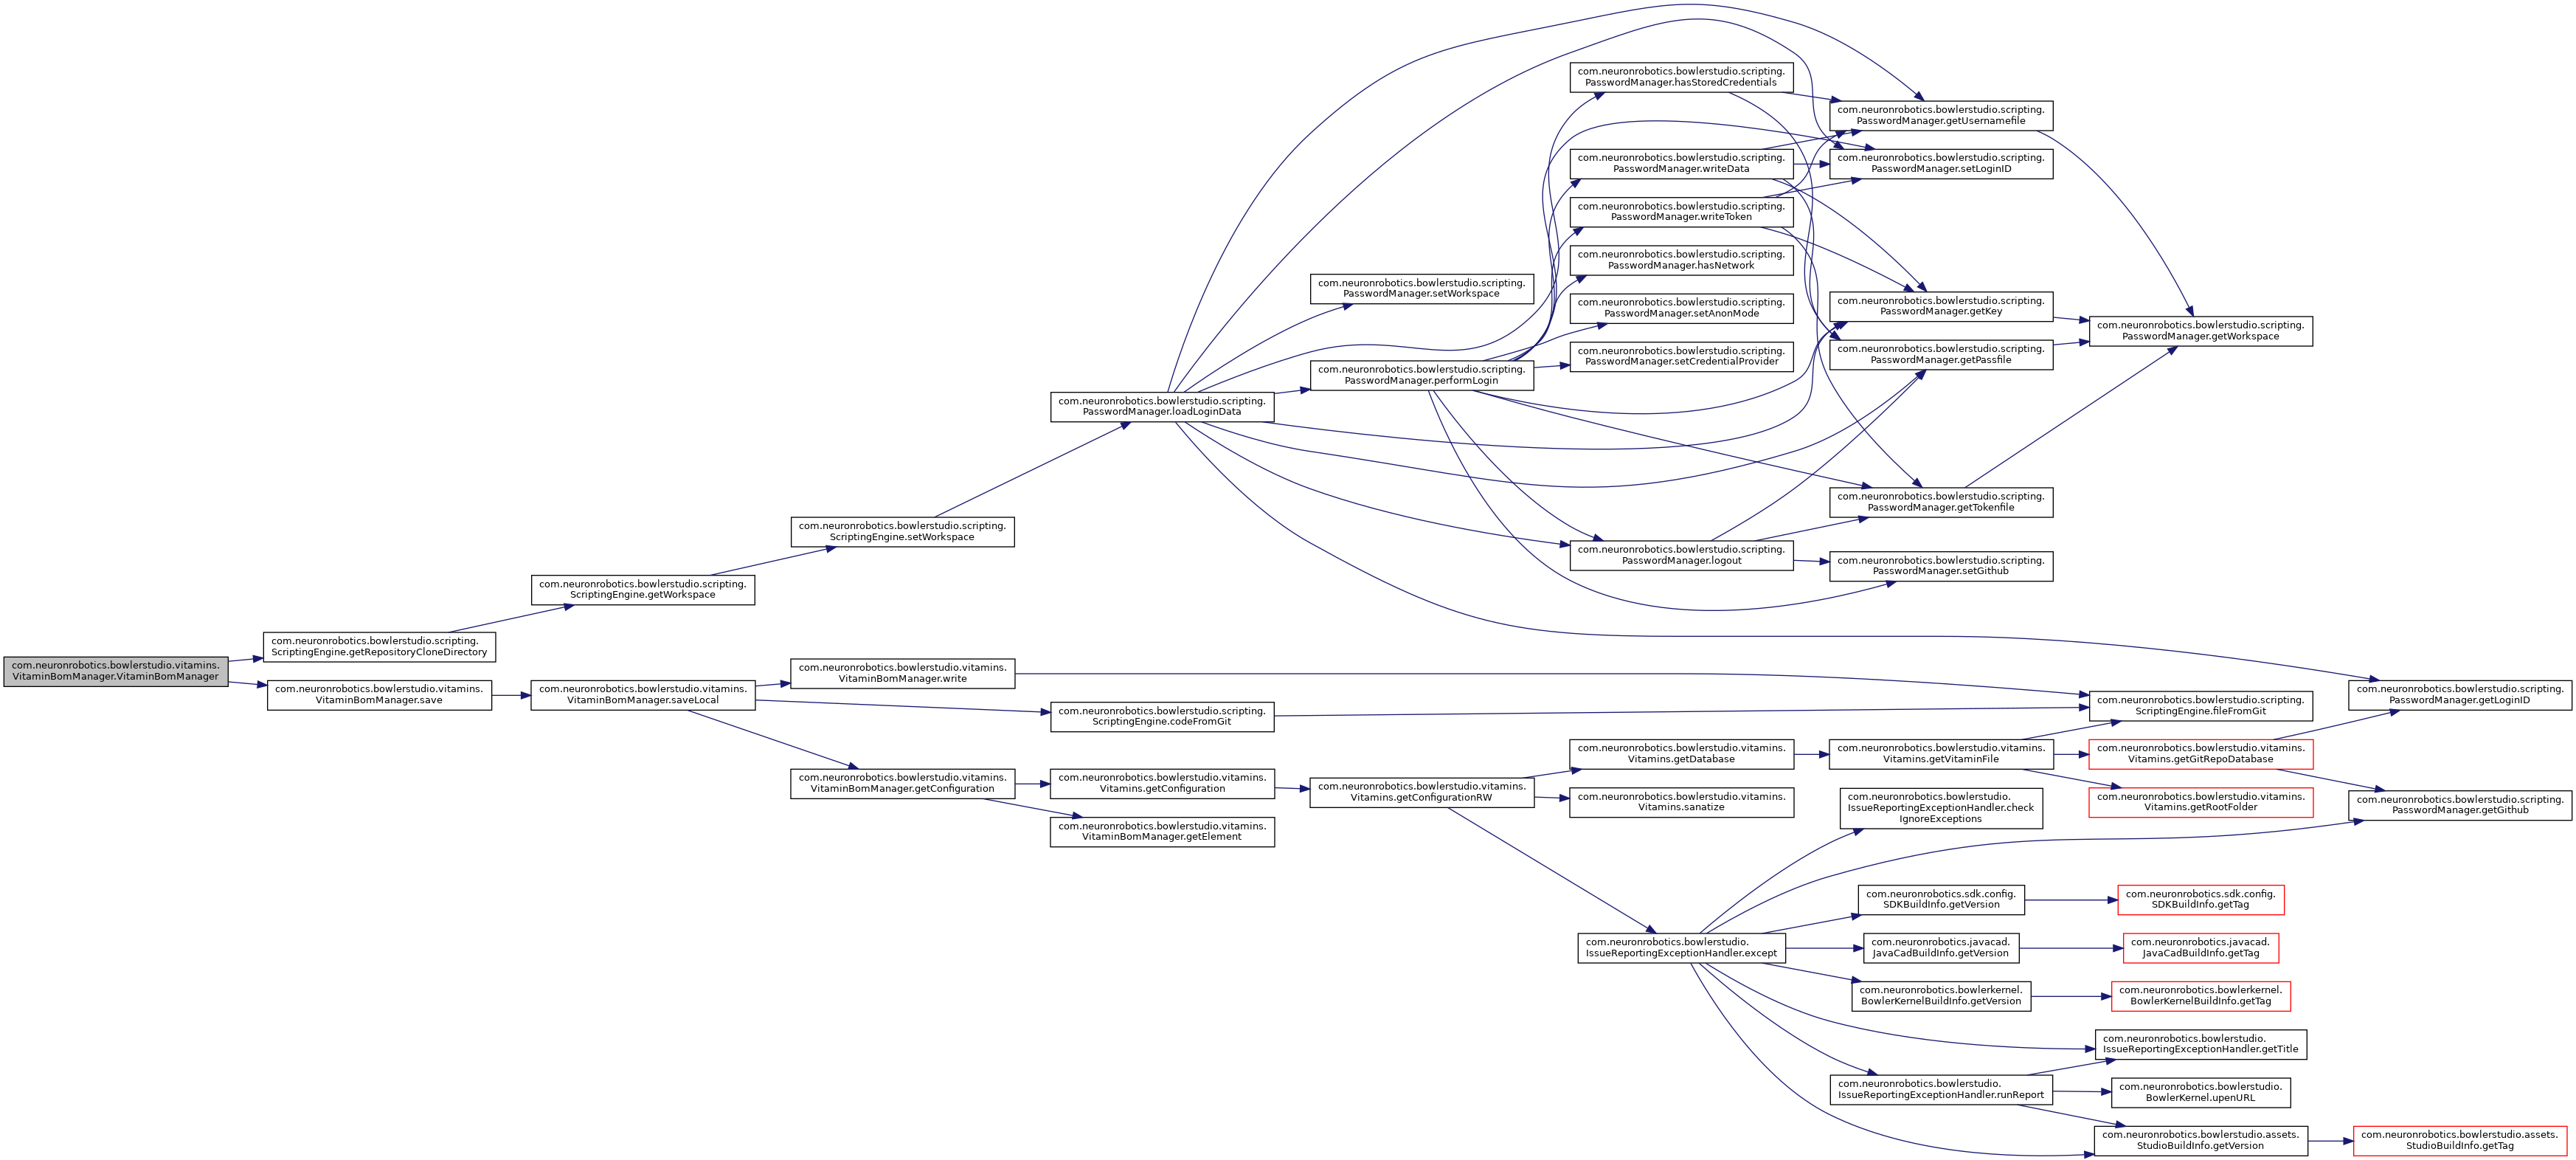 com.neuronrobotics.bowlerstudio.vitamins.
VitaminBomManager.VitaminBomManager
com.neuronrobotics.bowlerstudio.scripting.
ScriptingEngine.getRepositoryCloneDirectory
com.neuronrobotics.bowlerstudio.vitamins.
VitaminBomManager.save
com.neuronrobotics.bowlerstudio.scripting.
ScriptingEngine.getWorkspace
com.neuronrobotics.bowlerstudio.vitamins.
VitaminBomManager.saveLocal
com.neuronrobotics.bowlerstudio.scripting.
ScriptingEngine.setWorkspace
com.neuronrobotics.bowlerstudio.vitamins.
VitaminBomManager.write
com.neuronrobotics.bowlerstudio.vitamins.
VitaminBomManager.getConfiguration
com.neuronrobotics.bowlerstudio.scripting.
PasswordManager.loadLoginData
com.neuronrobotics.bowlerstudio.scripting.
ScriptingEngine.codeFromGit
com.neuronrobotics.bowlerstudio.vitamins.
Vitamins.getConfiguration
com.neuronrobotics.bowlerstudio.vitamins.
VitaminBomManager.getElement
com.neuronrobotics.bowlerstudio.scripting.
PasswordManager.setWorkspace
com.neuronrobotics.bowlerstudio.scripting.
PasswordManager.performLogin
com.neuronrobotics.bowlerstudio.vitamins.
Vitamins.getConfigurationRW
com.neuronrobotics.bowlerstudio.scripting.
PasswordManager.hasStoredCredentials
com.neuronrobotics.bowlerstudio.scripting.
PasswordManager.writeData
com.neuronrobotics.bowlerstudio.scripting.
PasswordManager.writeToken
com.neuronrobotics.bowlerstudio.scripting.
PasswordManager.hasNetwork
com.neuronrobotics.bowlerstudio.scripting.
PasswordManager.setAnonMode
com.neuronrobotics.bowlerstudio.scripting.
PasswordManager.setCredentialProvider
com.neuronrobotics.bowlerstudio.scripting.
PasswordManager.logout
com.neuronrobotics.bowlerstudio.vitamins.
Vitamins.getDatabase
com.neuronrobotics.bowlerstudio.vitamins.
Vitamins.sanatize
com.neuronrobotics.bowlerstudio.
IssueReportingExceptionHandler.except
com.neuronrobotics.bowlerstudio.scripting.
PasswordManager.getUsernamefile
com.neuronrobotics.bowlerstudio.scripting.
PasswordManager.setLoginID
com.neuronrobotics.bowlerstudio.scripting.
PasswordManager.getKey
com.neuronrobotics.bowlerstudio.scripting.
PasswordManager.getPassfile
com.neuronrobotics.bowlerstudio.scripting.
PasswordManager.getTokenfile
com.neuronrobotics.bowlerstudio.scripting.
PasswordManager.setGithub
com.neuronrobotics.bowlerstudio.vitamins.
Vitamins.getVitaminFile
com.neuronrobotics.bowlerstudio.
IssueReportingExceptionHandler.check
IgnoreExceptions
com.neuronrobotics.sdk.config.
SDKBuildInfo.getVersion
com.neuronrobotics.javacad.
JavaCadBuildInfo.getVersion
com.neuronrobotics.bowlerkernel.
BowlerKernelBuildInfo.getVersion
com.neuronrobotics.bowlerstudio.
IssueReportingExceptionHandler.runReport
com.neuronrobotics.bowlerstudio.scripting.
PasswordManager.getWorkspace
com.neuronrobotics.bowlerstudio.scripting.
ScriptingEngine.fileFromGit
com.neuronrobotics.bowlerstudio.vitamins.
Vitamins.getGitRepoDatabase
com.neuronrobotics.bowlerstudio.vitamins.
Vitamins.getRootFolder
com.neuronrobotics.sdk.config.
SDKBuildInfo.getTag
com.neuronrobotics.javacad.
JavaCadBuildInfo.getTag
com.neuronrobotics.bowlerkernel.
BowlerKernelBuildInfo.getTag
com.neuronrobotics.bowlerstudio.
IssueReportingExceptionHandler.getTitle
com.neuronrobotics.bowlerstudio.
BowlerKernel.upenURL
com.neuronrobotics.bowlerstudio.assets.
StudioBuildInfo.getVersion
com.neuronrobotics.bowlerstudio.scripting.
PasswordManager.getLoginID
com.neuronrobotics.bowlerstudio.scripting.
PasswordManager.getGithub
com.neuronrobotics.bowlerstudio.assets.
StudioBuildInfo.getTag